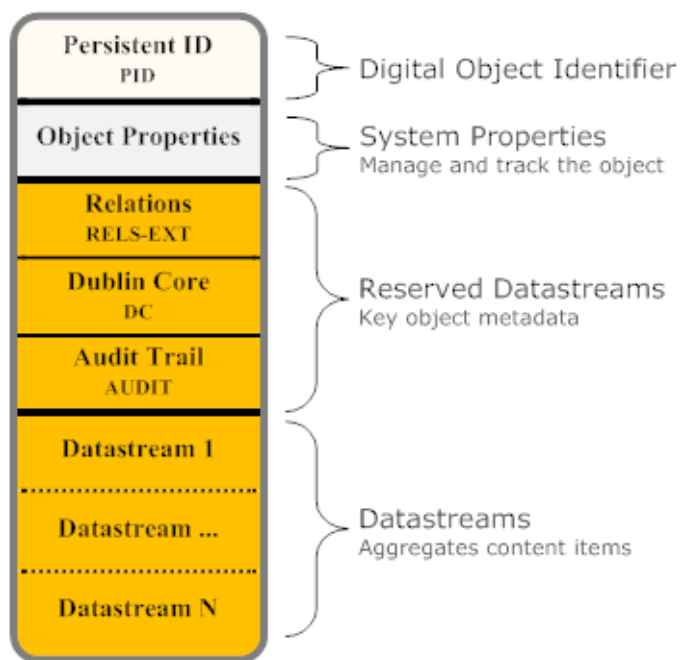 Persistent ID
PID
Digital Object Identifier
Object Properties
System Properties
Manage and track the object
Relations
RELS-EXT
Dublin Core
DC
Reserved Datastreams
Key object metadata
Audit Trail
AUDIT
Datastream 1
Datastream ...
Datastreams
Aggregates content items
Datastream N